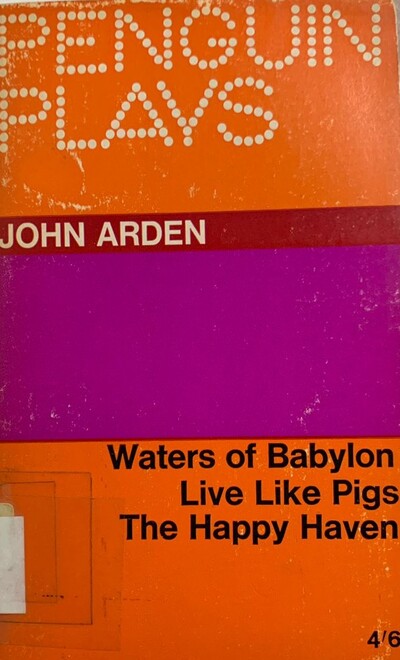 PENGUIN
PLAYS
JOHN ARDEN
Waters of Babylon
Live Like Pigs
The Happy Haven
4/6